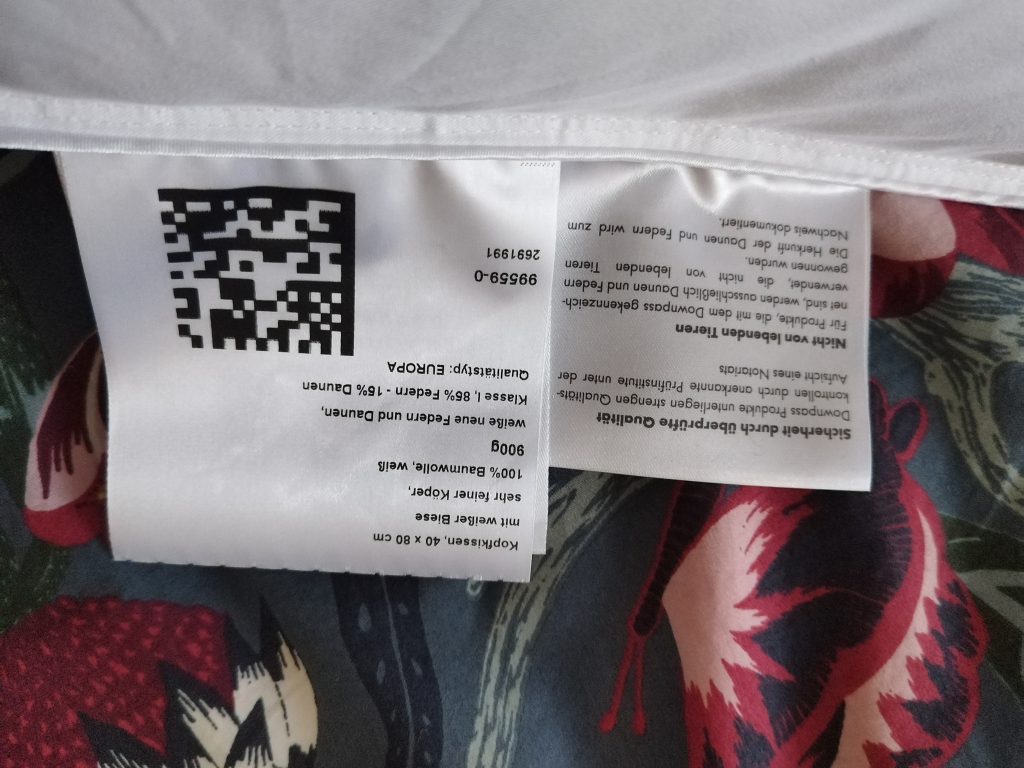 Kopfkissen, 40 x 80 cm
mit weißer Biese
sehr feiner Köper,
100% Baumwolle, weiß
900g
weiße neue Federn und Daunen,
Klasse I, 85% Federn - 15% Daunen
Qualitätstyp: EUROPA
99559-0
2691991
Sicherheit durch überprüfte Qualität
Downpass Produkte unterliegen strengen Qualitäts-
kontrollen durch anerkannte Prüfinstitute unter der
Aufsicht eines Notariats
Nicht von lebenden Tieren
Für Produkte, die mit dem Downpass gekennzeich-
net sind, werden ausschließlich Daunen und Federn
verwendet, die nicht von lebenden Tieren
gewonnen wurden.
Die Herkunft der Daunen und Federn wird zum
Nachweis dokumentiert.